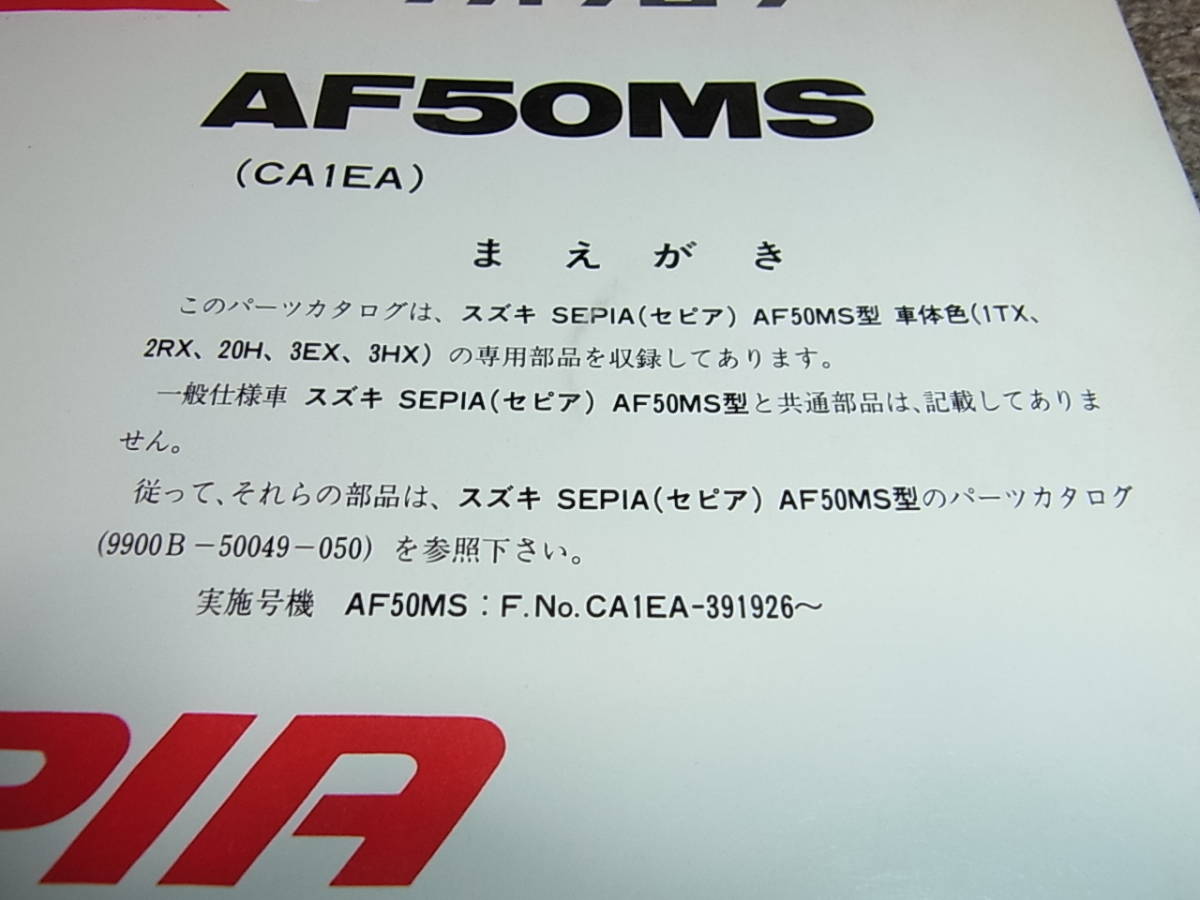 AF50MS
(CA1EA)
まえがき
このパーツカタログは、スズキ SEPIA(セピア) AF50MS型 車体色(1TX、
2RX、20H、3EX、3HX) の専用部品を収録してあります。
一般仕様車 スズキ SEPIA(セピア) AF50MS型と共通部品は、記載してありま
せん。
従って、それらの部品は、スズキ SEPIA(セピア) AF50MS型のパーツカタログ
(9900B-50049-050) を参照下さい。
実施号機 AF50MS : F.No.CA1EA-391926〜
PIA